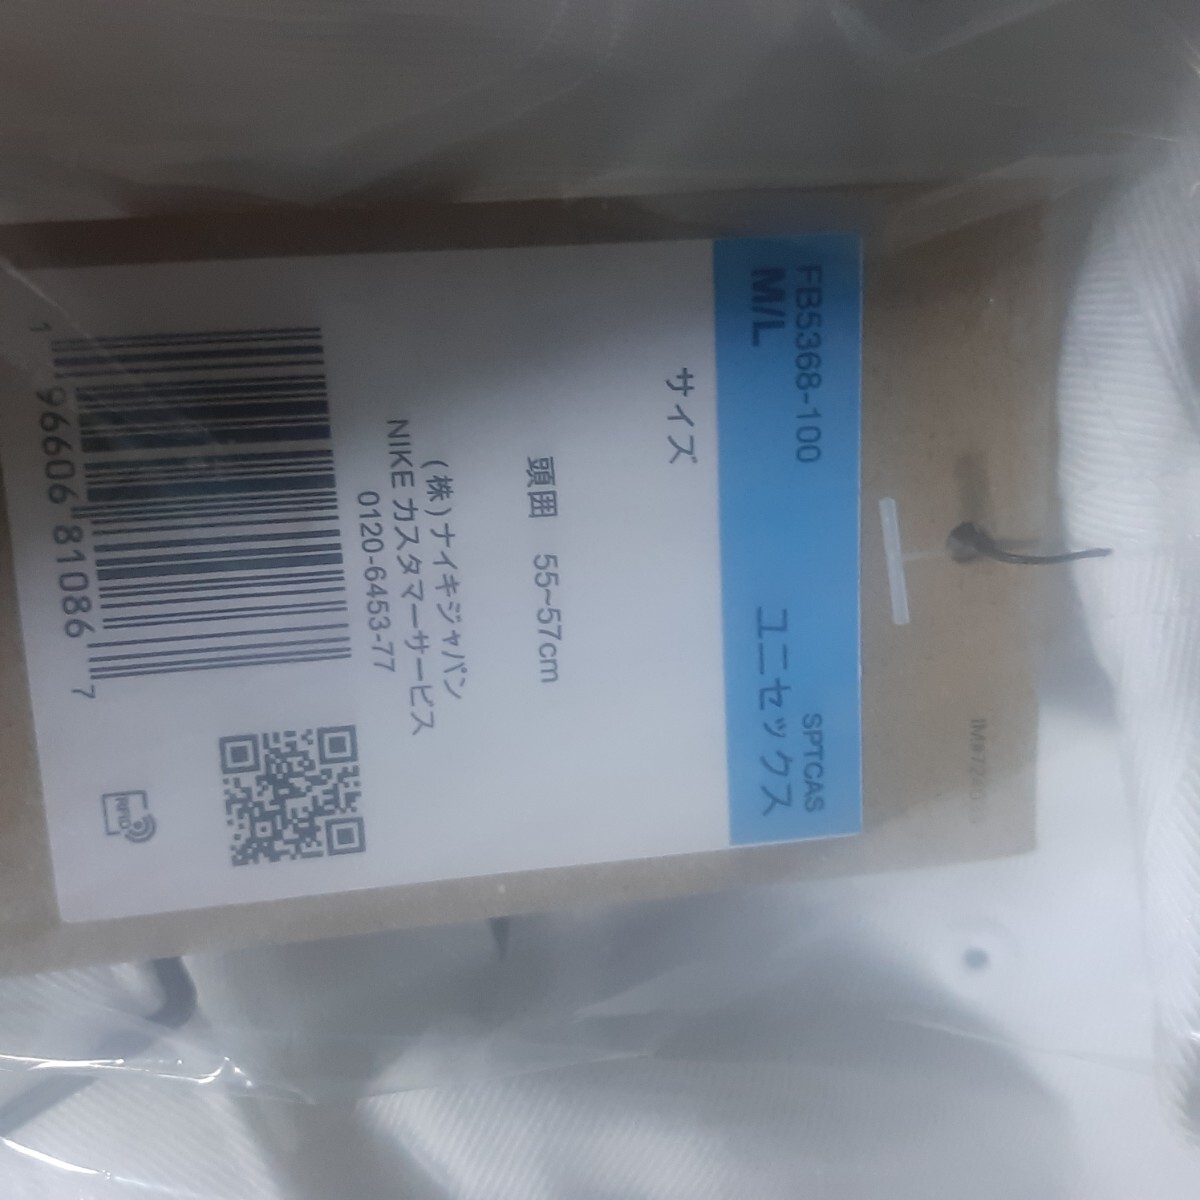 FB5368-100 SPTCAS
M/L ユニセックス
サイズ
頭囲 55~57cm
(株)ナイキジャパン
NIKE カスタマーサービス
0120-6453-77
1 96606 81086 7
RFID